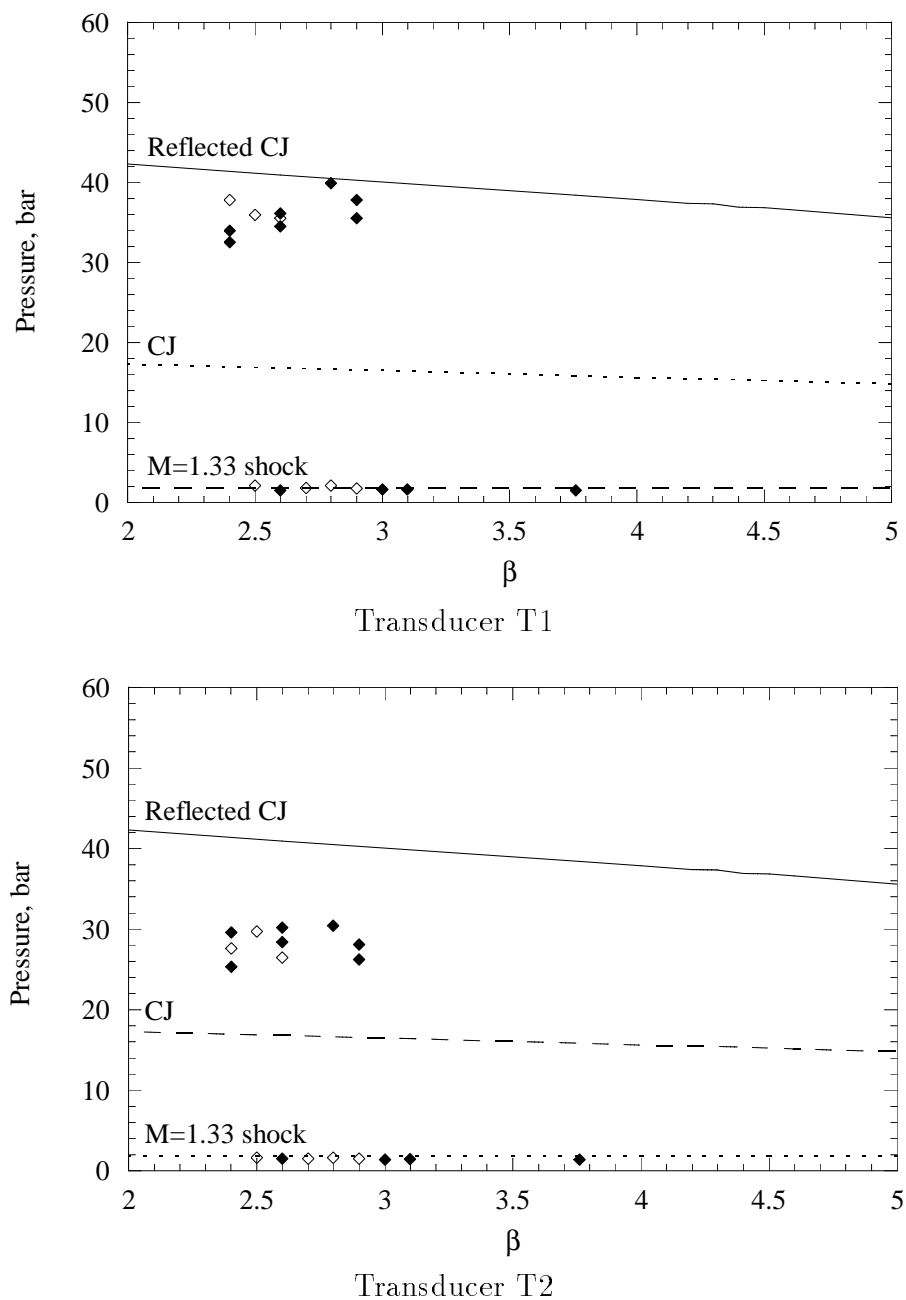 60
50
Reflected CJ
40
Pressure, bar
30
20
CJ
10
M=1.33 shock
0
2 2.5 3 3.5 4 4.5 5
β
Transducer T1
60
50
Reflected CJ
40
Pressure, bar
30
20
CJ
10
M=1.33 shock
0
2 2.5 3 3.5 4 4.5 5
β
Transducer T2